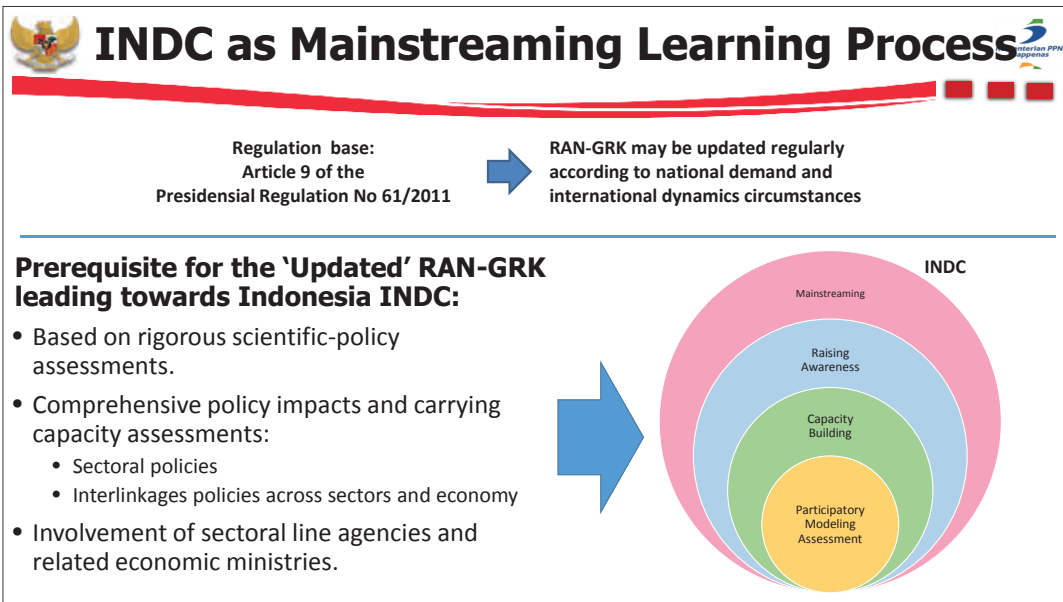 INDC as Mainstreaming Learning Process
Kementerian PPN
Bappenas
Regulation base:
Article 9 of the
Presidensial Regulation No 61/2011
RAN-GRK may be updated regularly
according to national demand and
international dynamics circumstances
Prerequisite for the ‘Updated’ RAN-GRK
leading towards Indonesia INDC:
• Based on rigorous scientific-policy
assessments.
• Comprehensive policy impacts and carrying
capacity assessments:
• Sectoral policies
• Interlinkages policies across sectors and economy
• Involvement of sectoral line agencies and
related economic ministries.
INDC
Mainstreaming
Raising
Awareness
Capacity
Building
Participatory
Modeling
Assessment